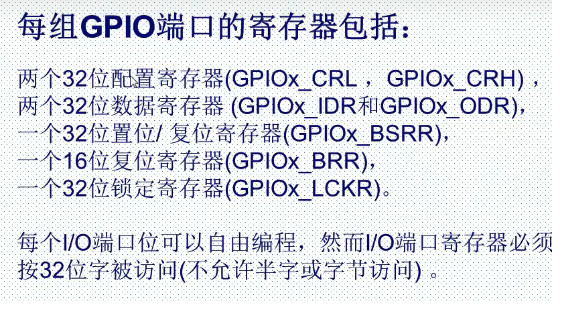 每组GPIO端口的寄存器包括：
两个32位配置寄存器(GPIOx_CRL ，GPIOx_CRH) ，
两个32位数据寄存器 (GPIOx_IDR和GPIOx_ODR)，
一个32位置位/ 复位寄存器(GPIOx_BSRR)，
一个16位复位寄存器(GPIOx_BRR)，
一个32位锁定寄存器(GPIOx_LCKR)。
每个I/O端口位可以自由编程，然而I/O端口寄存器必须
按32位字被访问(不允许半字或字节访问) 。